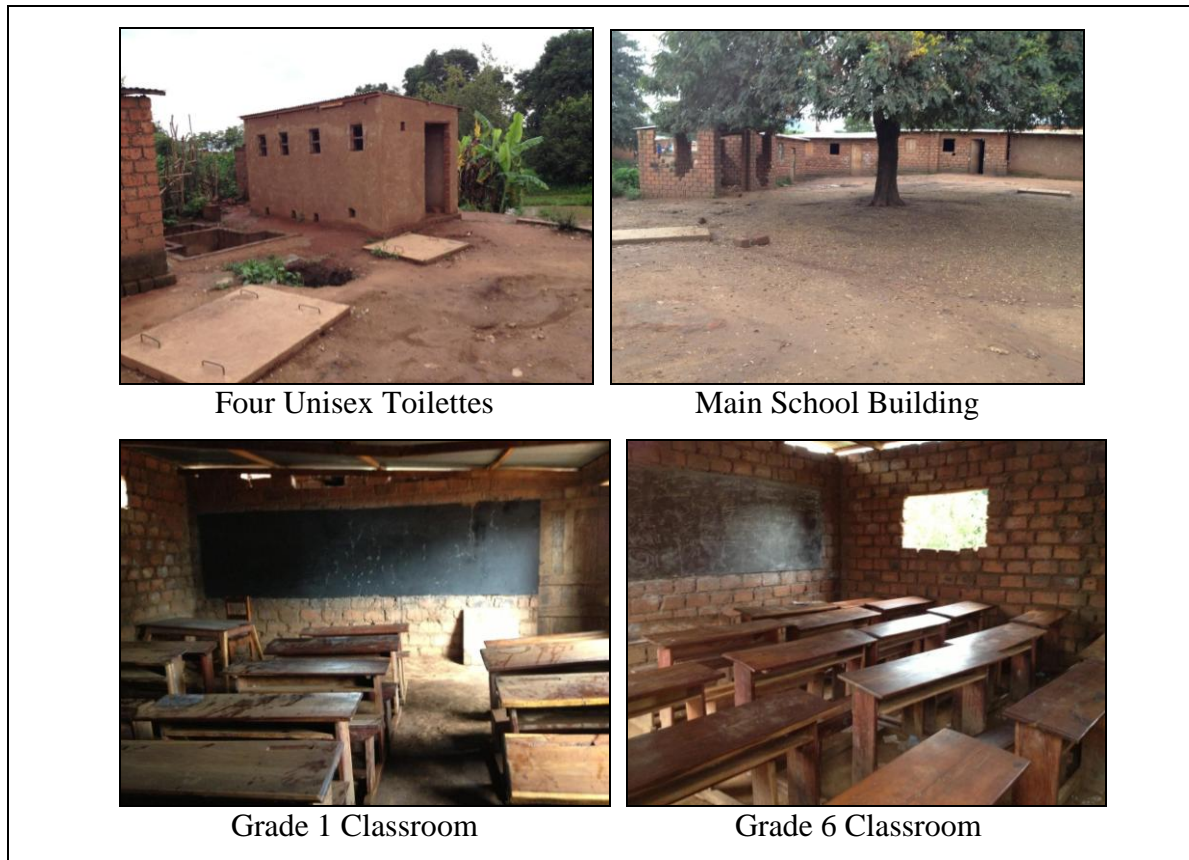 Four Unisex Toilettes
Main School Building
Grade 1 Classroom
Grade 6 Classroom